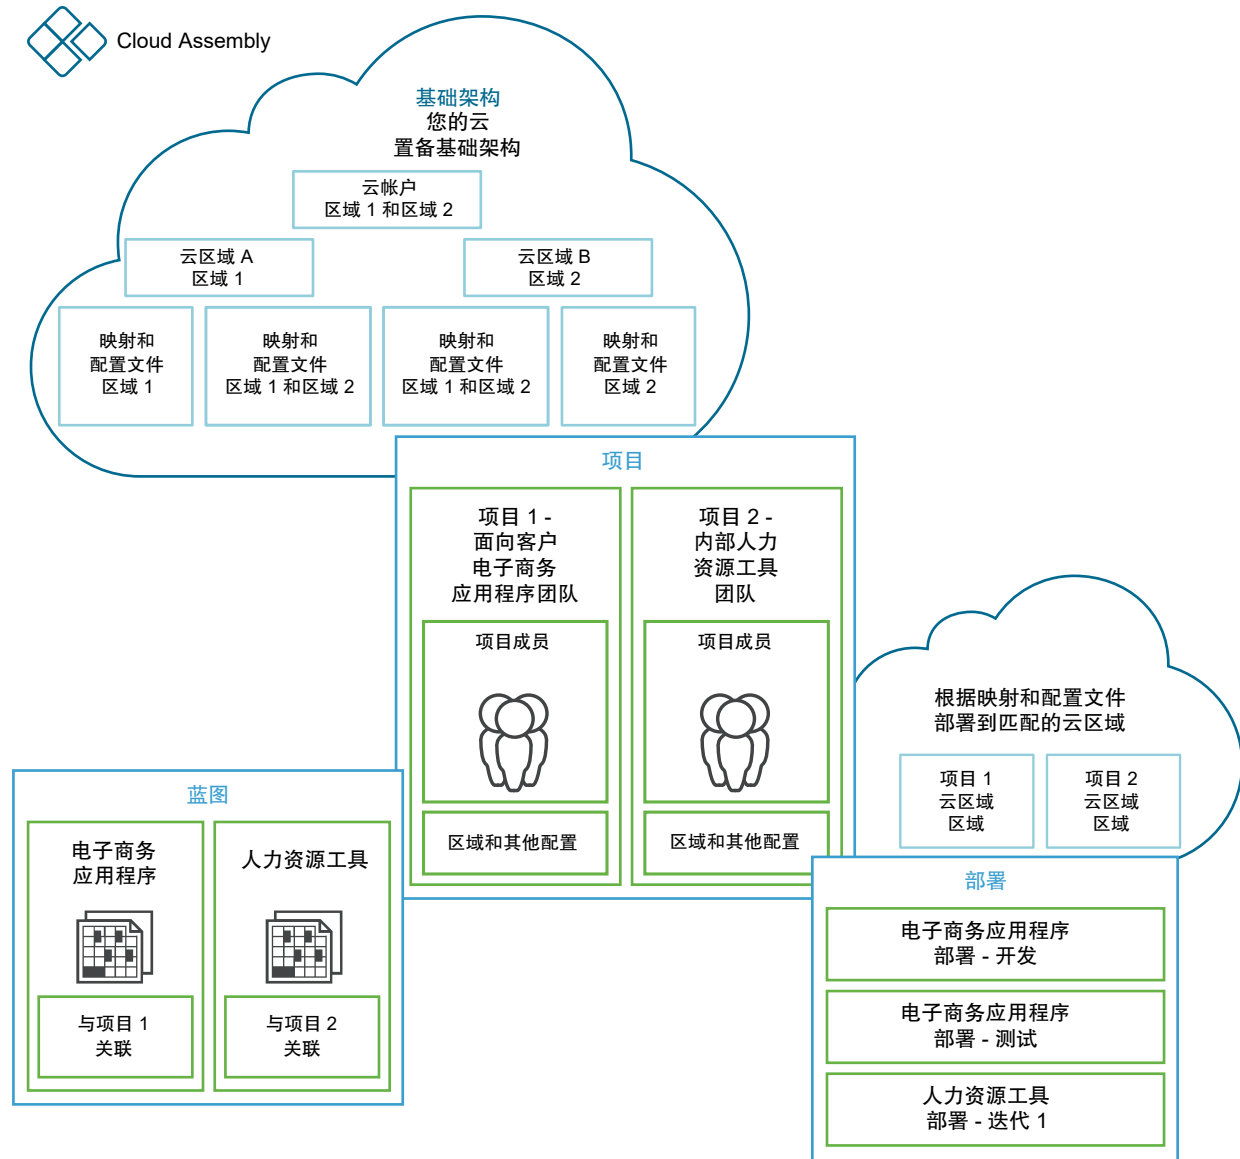 Cloud Assembly
基础架构
您的云
置备基础架构
云帐户
区域 1 和区域 2
云区域 A
区域 1
云区域 B
区域 2
映射和
配置文件
区域 1
映射和
配置文件
区域 1 和区域 2
映射和
配置文件
区域 1 和区域 2
映射和
配置文件
区域 2
项目
项目 1 -
面向客户
电子商务
应用程序团队
项目成员
区域和其他配置
项目 2 -
内部人力
资源工具
团队
项目成员
区域和其他配置
根据映射和配置文件
部署到匹配的云区域
项目 1
云区域
区域
项目 2
云区域
区域
蓝图
电子商务
应用程序
与项目 1
关联
人力资源工具
与项目 2
关联
部署
电子商务应用程序
部署 - 开发
电子商务应用程序
部署 - 测试
人力资源工具
部署 - 迭代 1